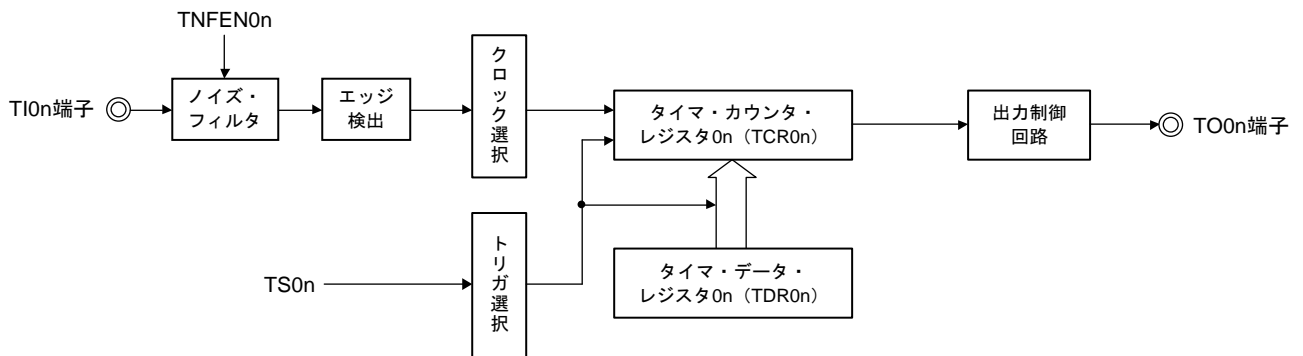 TNFEN0n
TI0n端子
ノイズ・
フィルタ
エッジ
検出
クロック選択
タイマ・カウンタ・
レジスタ0n（TCR0n）
出力制御
回路
TO0n端子
TS0n
トリガ選択
タイマ・データ・
レジスタ0n（TDR0n）